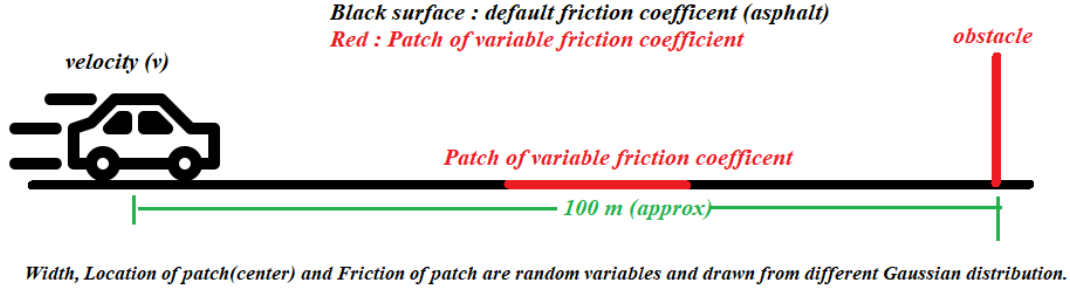 Black surface : default friction coefficent (asphalt)
Red : Patch of variable friction coefficient
obstacle
velocity (v)
Patch of variable friction coefficent
100 m (approx)
Width, Location of patch(center) and Friction of patch are random variables and drawn from different Gaussian distribution.